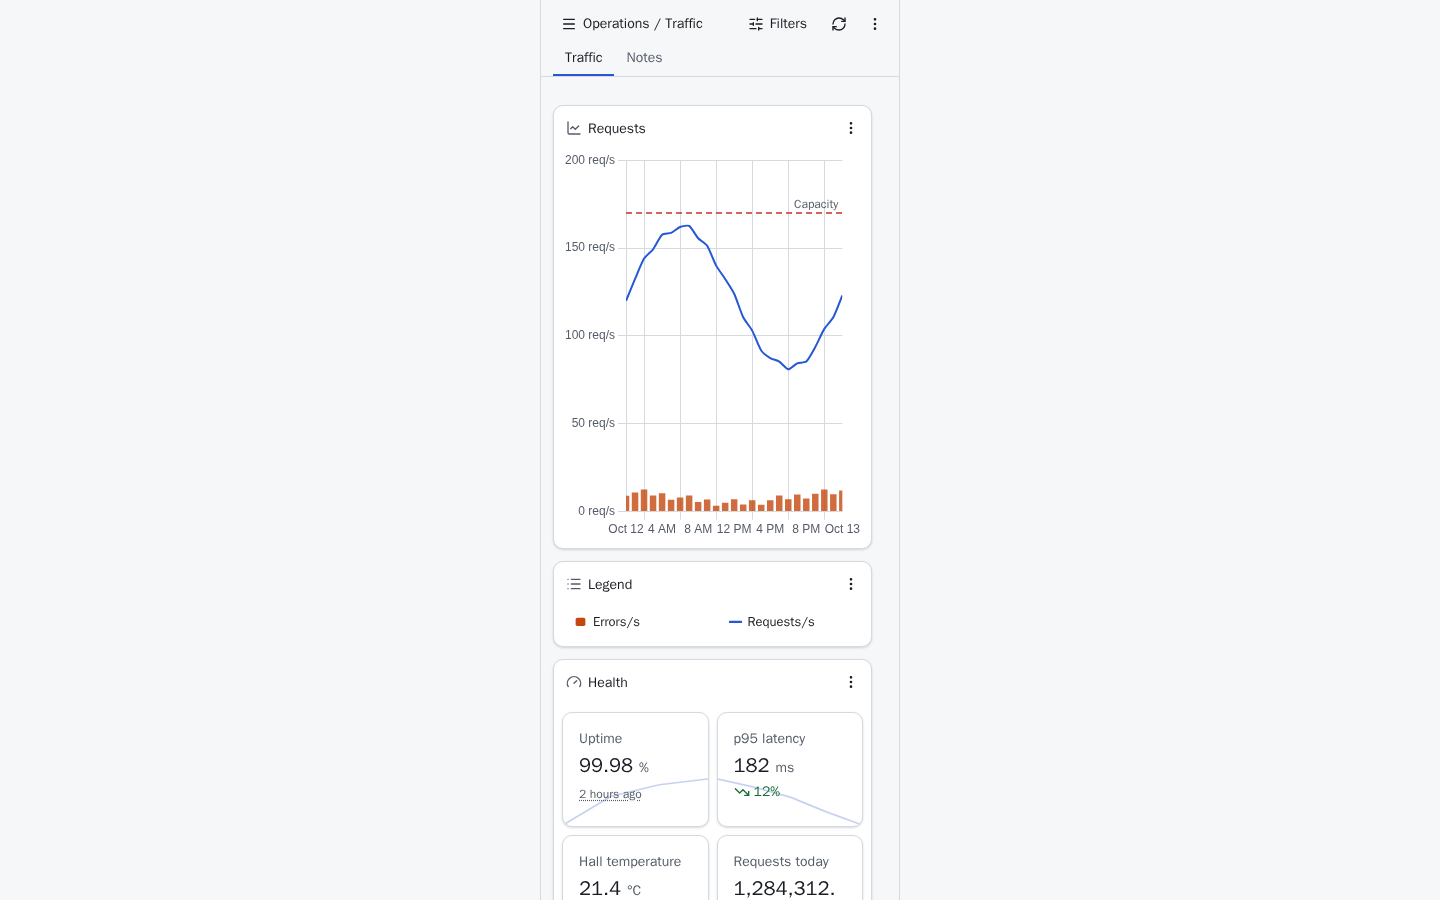 Operations / Traffic
Filters
Traffic
Notes
Requests
200 req/s
Capacity
150 req/s
100 req/s
50 req/s
0 req/s
Oct 12 4 AM 8 AM 12 PM 4 PM 8 PM Oct 13
Legend
Errors/s
Requests/s
Health
Uptime
99.98 %
2 hours ago
p95 latency
182 ms
12%
Hall temperature
21.4 °C
Requests today
1,284,312.